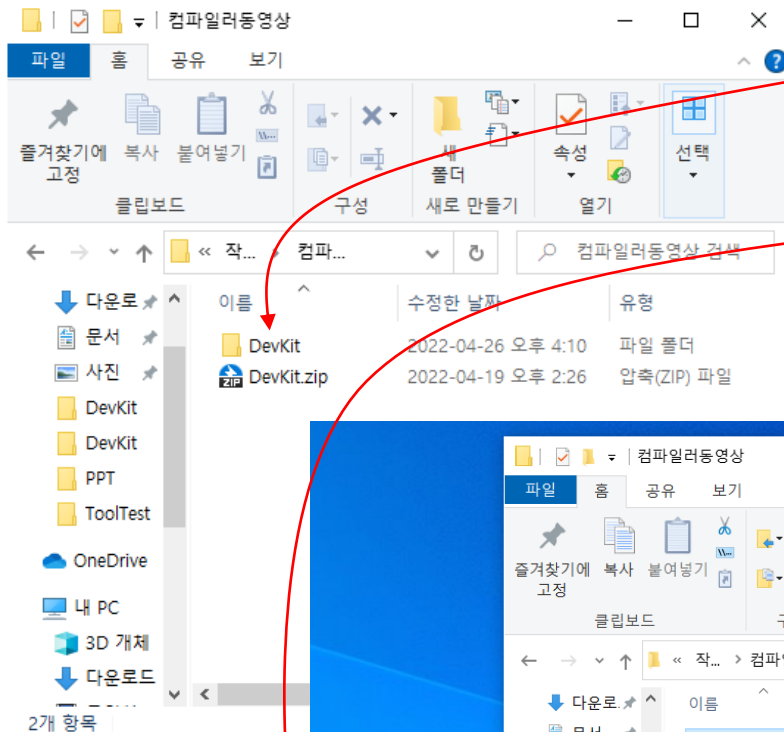 컴파일러동영상
파일 홈 공유 보기
즐겨찾기에 고정 복사 붙여넣기 새 폴더 속성 선택
클립보드 구성 새로 만들기 열기
« 작... › 컴파... 컴파일러동영상 검색
이름 수정한 날짜 유형
DevKit 2022-04-26 오후 4:10 파일 폴더
DevKit.zip 2022-04-19 오후 2:26 압축(ZIP) 파일
다운로
문서
사진
DevKit
DevKit
PPT
ToolTest
OneDrive
내 PC
3D 개체
다운로드
2개 항목
컴파일러동영상
파일 홈 공유 보기
즐겨찾기에 고정 복사 붙여넣기
클립보드
« 작... › 컴파
다운로. 이름